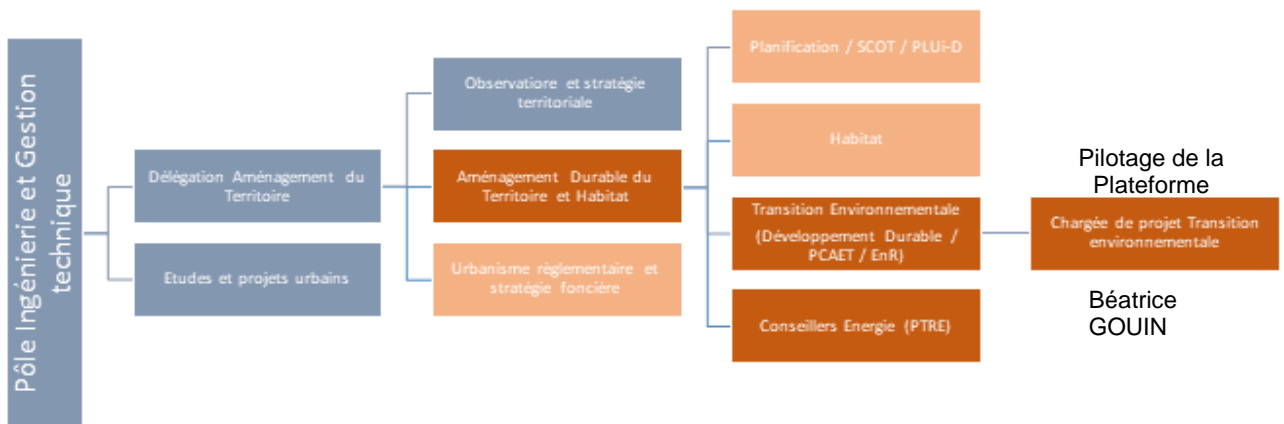 Pôle Ingénierie et Gestion
technique
Délégation Aménagement du
Territoire
Etudes et projets urbains
Observatiore et stratégie
territoriale
Aménagement Durable du
Territoire et Habitat
Urbanisme règlementaire et
stratégie foncière
Planification / SCOT / PLUi-D
Habitat
Transition Environnementale
(Développement Durable /
PCAET / EnR)
Conseillers Energie (PTRE)
Pilotage de la
Plateforme
Chargée de projet Transition
environnementale
Béatrice
GOUIN